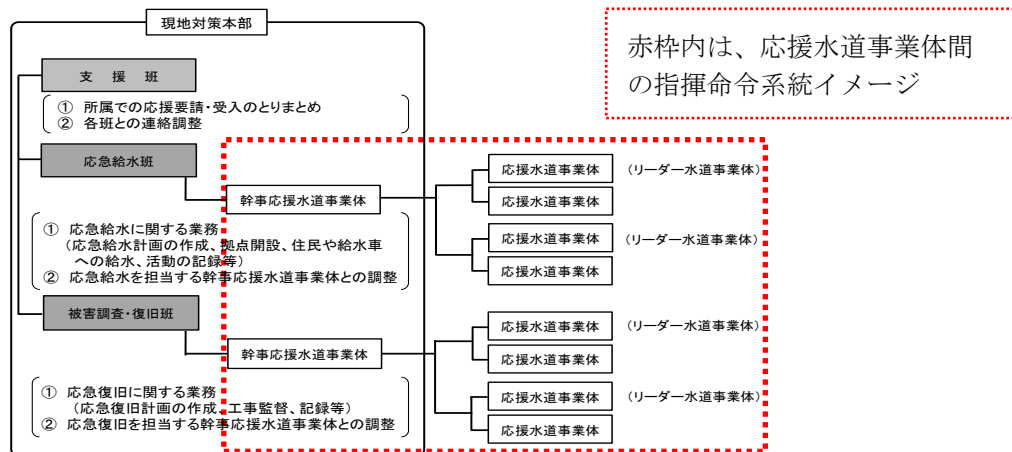 現地対策本部
赤枠内は、応援水道事業体間
の指揮命令系統イメージ
支 援 班
① 所属での応援要請・受入のとりまとめ
② 各班との連絡調整
応急給水班
幹事応援水道事業体
応援水道事業体 (リーダー水道事業体)
応援水道事業体
応援水道事業体 (リーダー水道事業体)
応援水道事業体
① 応急給水に関する業務
(応急給水計画の作成、拠点開設、住民や給水車
への給水、活動の記録等)
② 応急給水を担当する幹事応援水道事業体との調整
被害調査・復旧班
幹事応援水道事業体
応援水道事業体 (リーダー水道事業体)
応援水道事業体
応援水道事業体 (リーダー水道事業体)
応援水道事業体
① 応急復旧に関する業務
(応急復旧計画の作成、工事監督、記録等)
② 応急復旧を担当する幹事応援水道事業体との調整